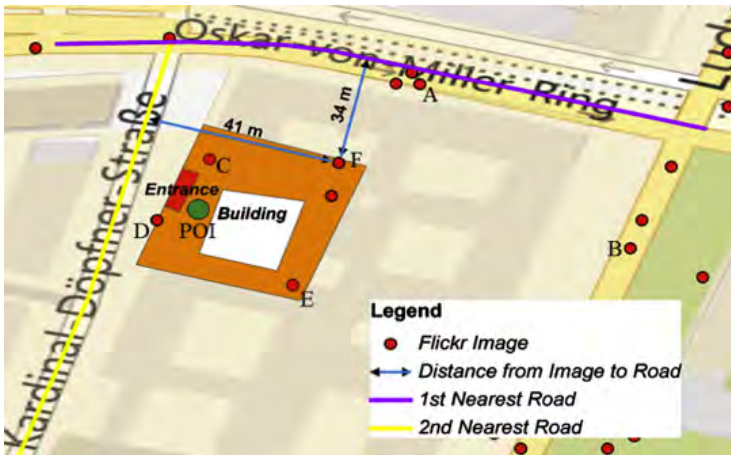 Oskar-von-Miller-Ring
Lud
A
41 m
34 m
C
F
Entrance
Building
D
POI
B
E
Kardinal-Döpfner-Straße
Legend
Flickr Image
Distance from Image to Road
1st Nearest Road
2nd Nearest Road